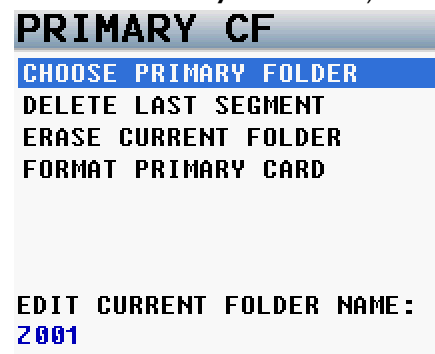 PRIMARY CF
CHOOSE PRIMARY FOLDER
DELETE LAST SEGMENT
ERASE CURRENT FOLDER
FORMAT PRIMARY CARD
EDIT CURRENT FOLDER NAME:
Z001